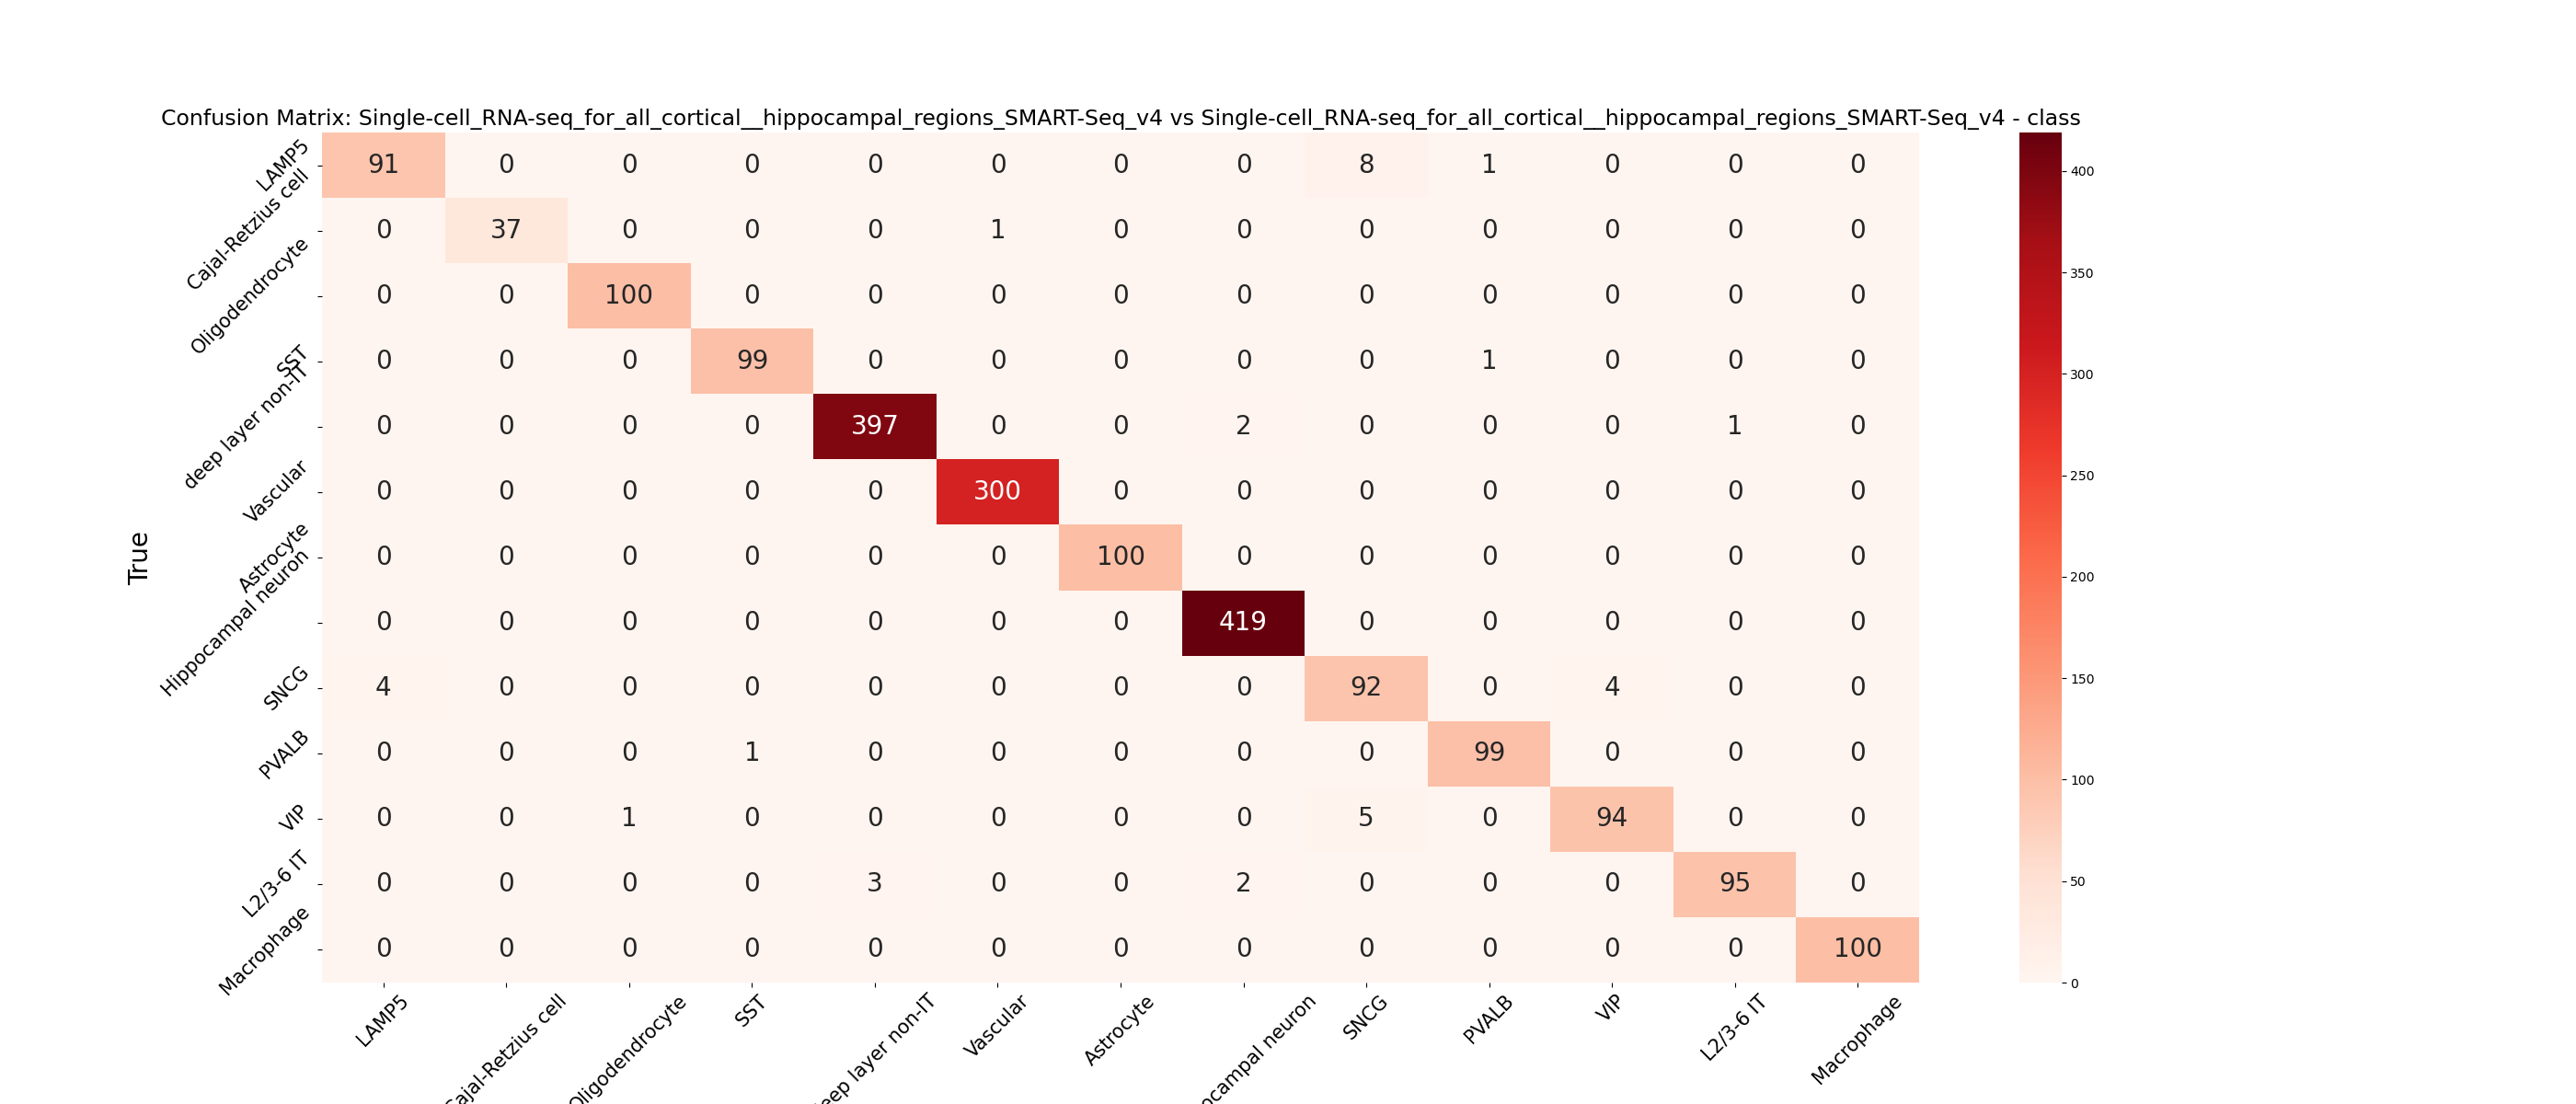 Confusion Matrix: Single-cell_RNA-seq_for_all_cortical__hippocampal_regions_SMART-Seq_v4 vs Single-cell_RNA-seq_for_all_cortical__hippocampal_regions_SMART-Seq_v4 - class
LAMP5 91 0 0 0 0 0 0 0 8 1 0 0 0
Cajal-Retzius cell 0 37 0 0 0 1 0 0 0 0 0 0 0
Oligodendrocyte 0 0 100 0 0 0 0 0 0 0 0 0 0
SST 0 0 0 99 0 0 0 0 0 1 0 0 0
deep layer non-IT 0 0 0 0 397 0 0 2 0 0 0 1 0
Vascular 0 0 0 0 0 300 0 0 0 0 0 0 0
Astrocyte 0 0 0 0 0 0 100 0 0 0 0 0 0
Hippocampal neuron 0 0 0 0 0 0 0 419 0 0 0 0 0
SNCG 4 0 0 0 0 0 0 0 92 0 4 0 0
PVALB 0 0 0 1 0 0 0 0 0 99 0 0 0
VIP 0 0 1 0 0 0 0 0 5 0 94 0 0
L2/3-6 IT 0 0 0 0 3 0 0 2 0 0 0 95 0
Macrophage 0 0 0 0 0 0 0 0 0 0 0 0 100
True
LAMP5
Cajal-Retzius cell
Oligodendrocyte
SST
deep layer non-IT
Vascular
Astrocyte
ocampal neuron
SNCG
PVALB
VIP
L2/3-6 IT
Macrophage
400
350
300
250
200
150
100
50
0